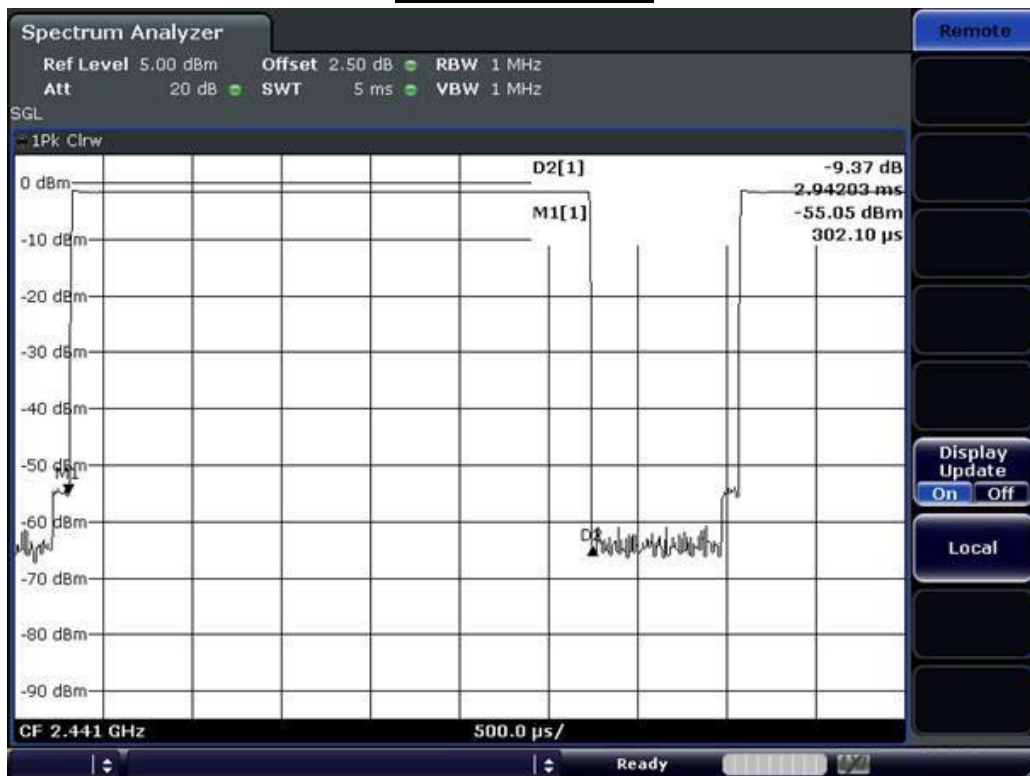 Spectrum Analyzer
Remote
Ref Level 5.00 dBm Offset 2.50 dB RBW 1 MHz
Att 20 dB SWT 5 ms VBW 1 MHz
SGL
1Pk Clrw
D2[1] -9.37 dB
2.94203 ms
M1[1] -55.05 dBm
302.10 µs
0 dBm
-10 dBm
-20 dBm
-30 dBm
-40 dBm
-50 dBm
M1
-60 dBm
D2
-70 dBm
-80 dBm
-90 dBm
CF 2.441 GHz 500.0 µs/
Display
Update
On Off
Local
Ready